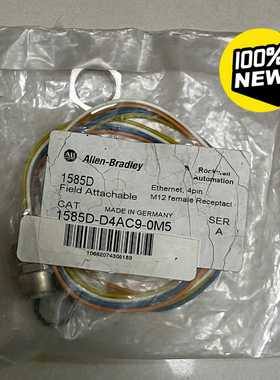 100%
NEW
AB
Allen-Bradley
Rockwell
Automation
1585D
Field Attachable
Ethernet, 4pin
M12 female Receptacl
CAT
MADE IN GERMANY
SER
1585D-D4AC9-0M5
A